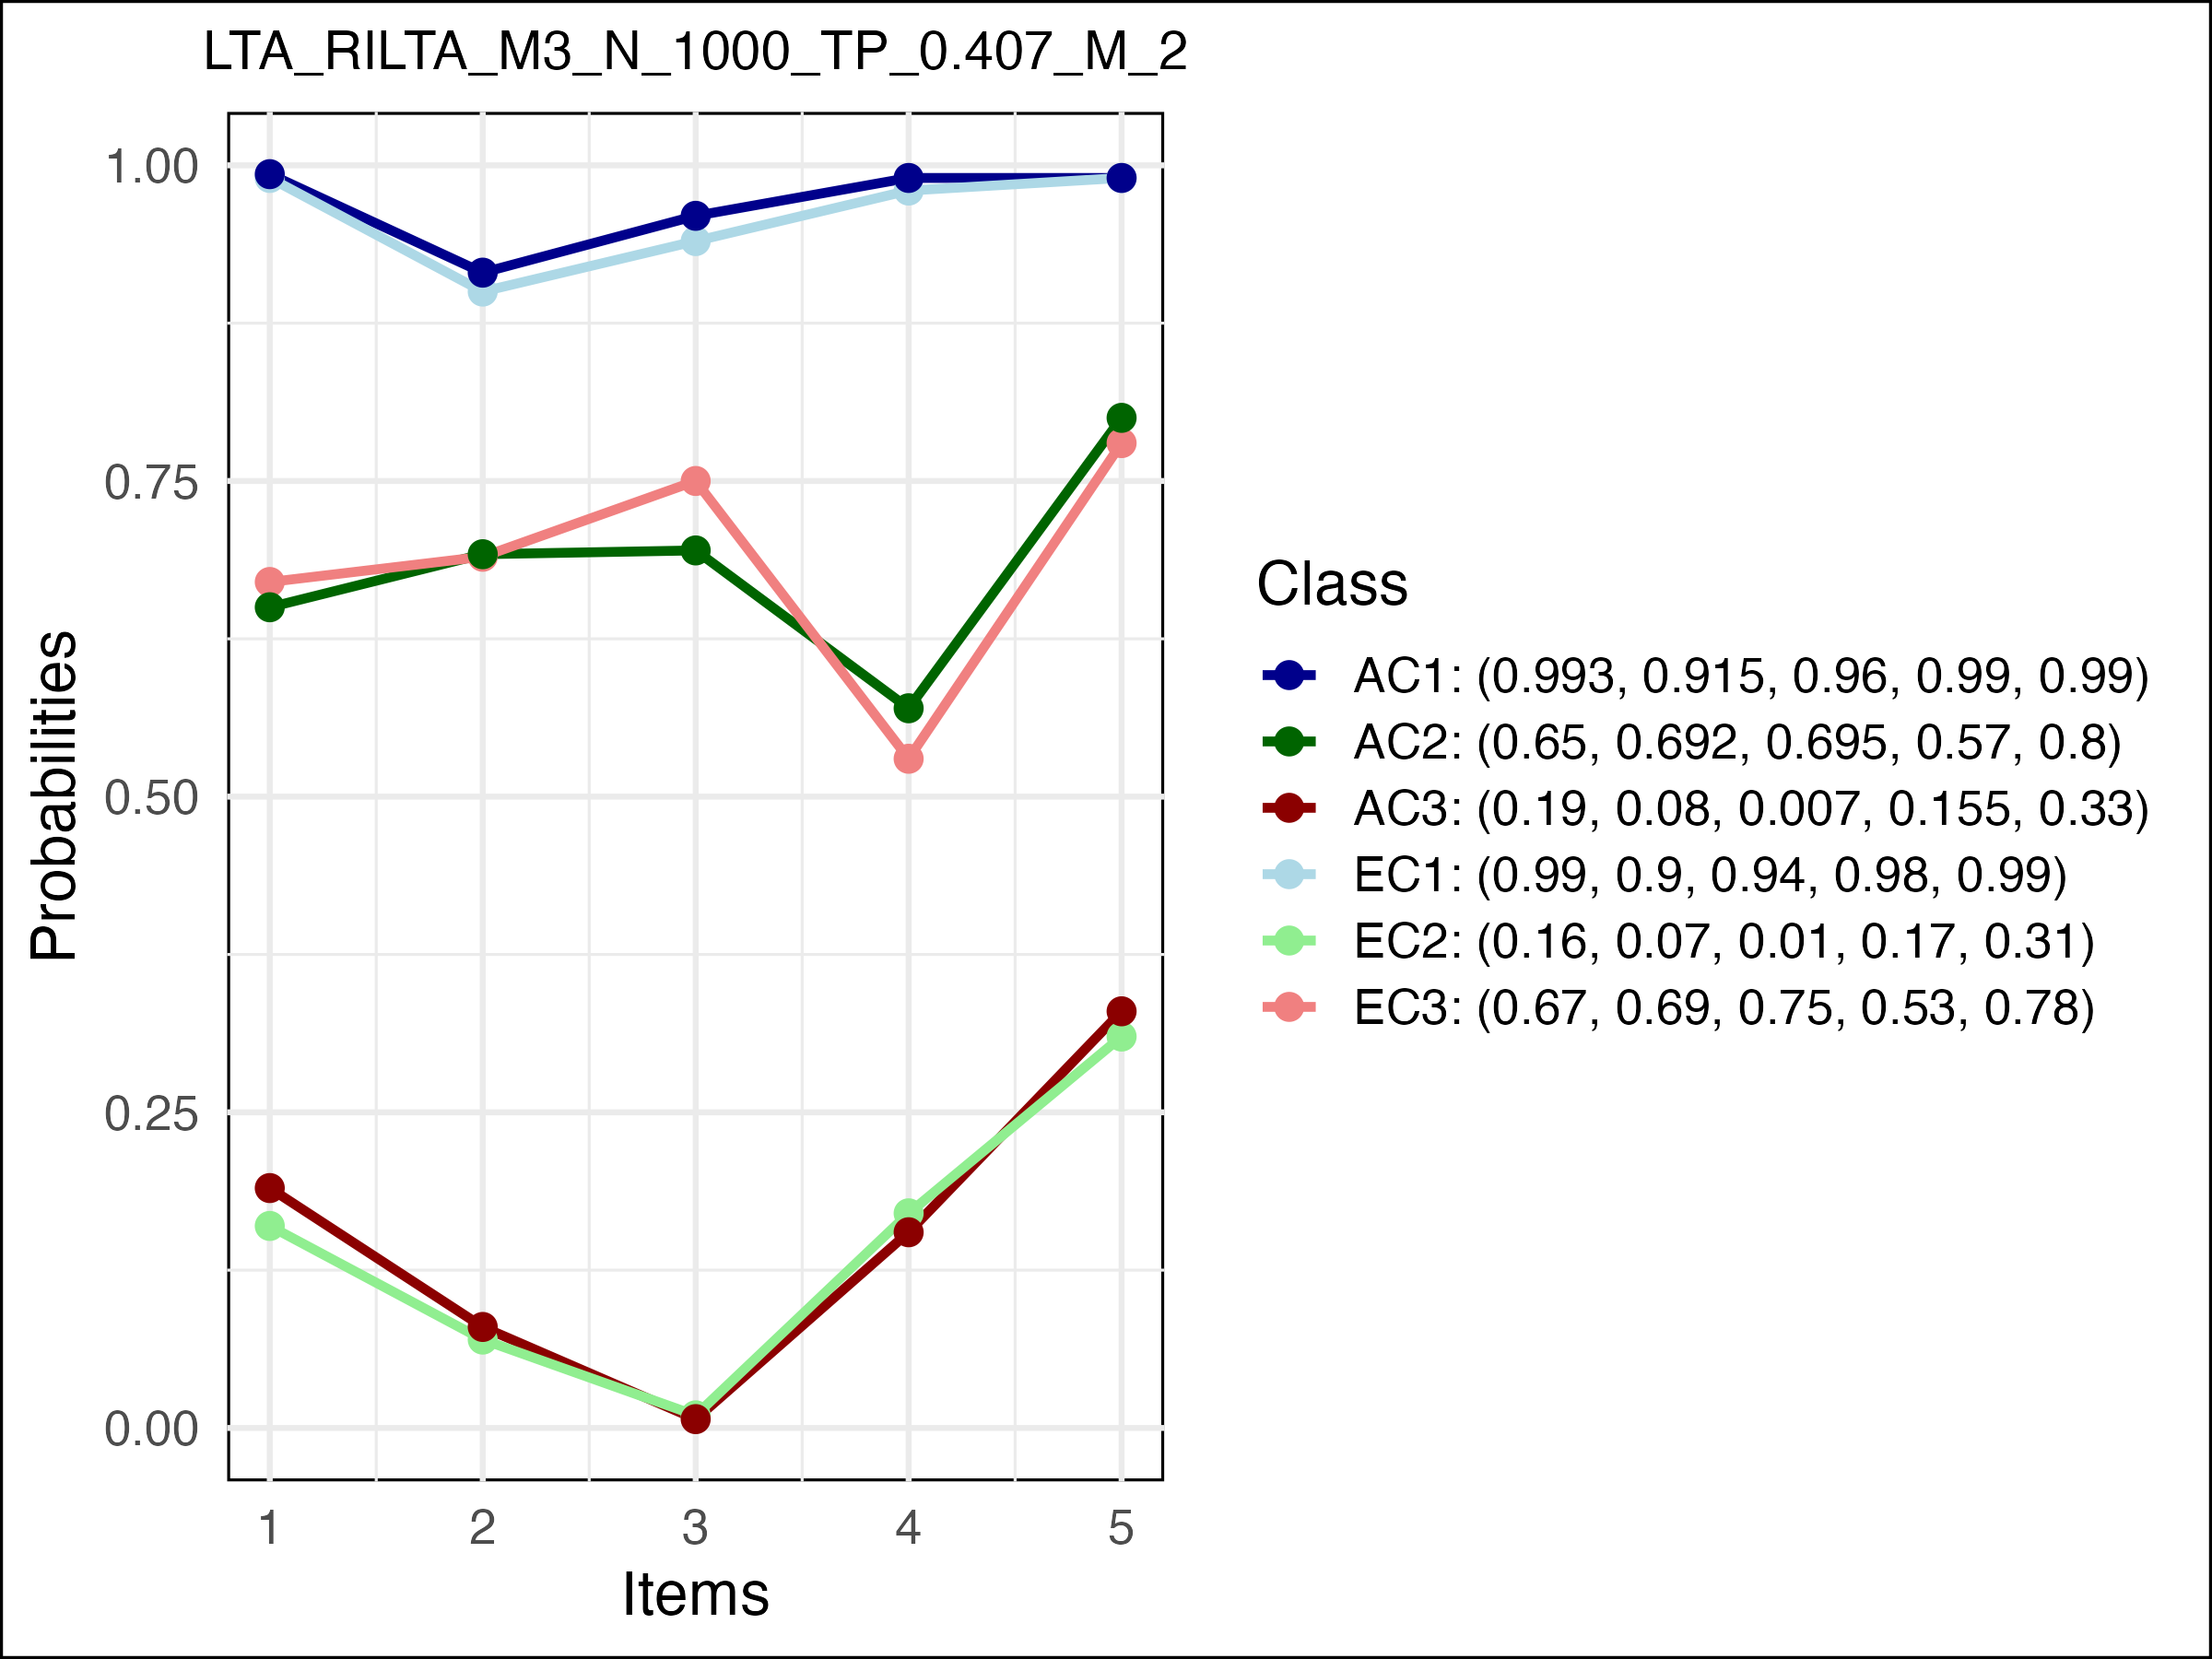 LTA_RILTA_M3_N_1000_TP_0.407_M_2
1.00
0.75
0.50
0.25
0.00
Probabilities
1 2 3 4 5
Items
Class
AC1: (0.993, 0.915, 0.96, 0.99, 0.99)
AC2: (0.65, 0.692, 0.695, 0.57, 0.8)
AC3: (0.19, 0.08, 0.007, 0.155, 0.33)
EC1: (0.99, 0.9, 0.94, 0.98, 0.99)
EC2: (0.16, 0.07, 0.01, 0.17, 0.31)
EC3: (0.67, 0.69, 0.75, 0.53, 0.78)